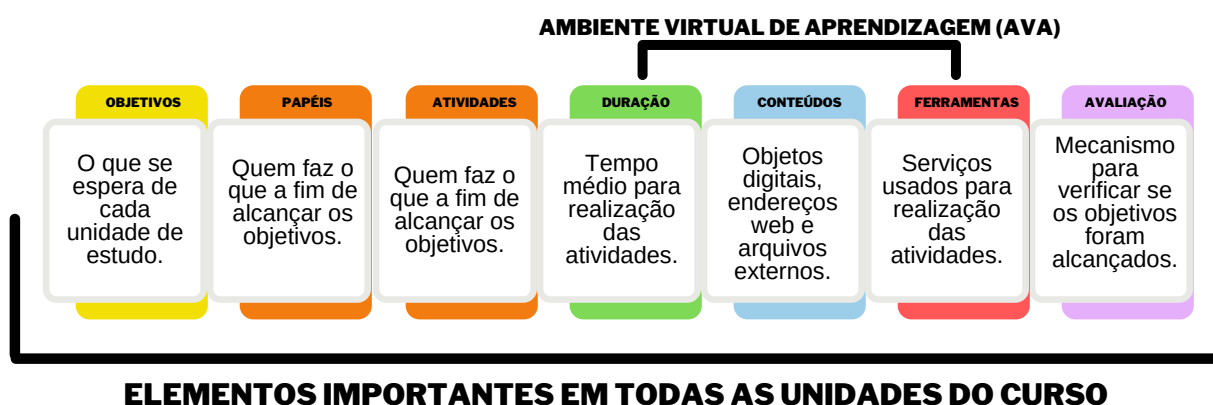 AMBIENTE VIRTUAL DE APRENDIZAGEM (AVA)
OBJETIVOS
O que se
espera de
cada
unidade de
estudo.
PAPÉIS
Quem faz o
que a fim de
alcançar os
objetivos.
ATIVIDADES
Quem faz o
que a fim de
alcançar os
objetivos.
DURAÇÃO
Tempo
médio para
realização
das
atividades.
CONTEÚDOS
Objetos
digitais,
endereços
web e
arquivos
externos.
FERRAMENTAS
Serviços
usados para
realização
das
atividades.
AVALIAÇÃO
Mecanismo
para
verificar se
os objetivos
foram
alcançados.
ELEMENTOS IMPORTANTES EM TODAS AS UNIDADES DO CURSO